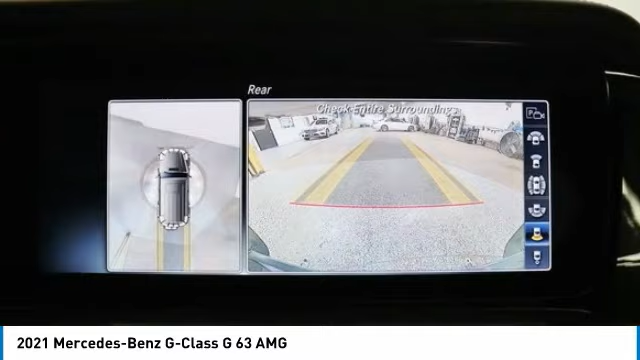 Rear
Check Entire Surroundings
2021 Mercedes-Benz G-Class G 63 AMG